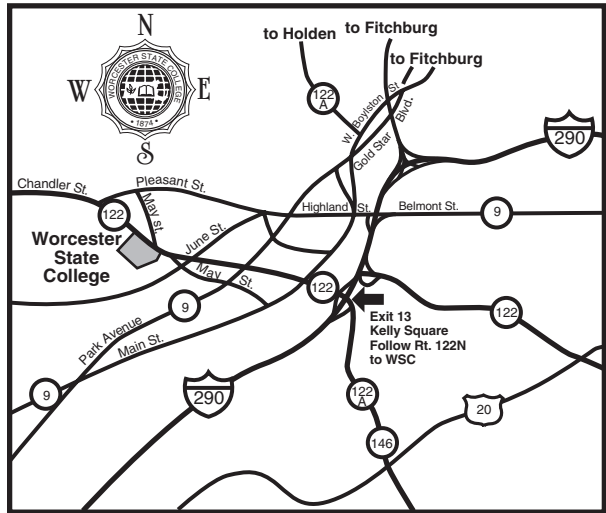 N
W
E
S
WORCESTER STATE COLLEGE
• 1874 •
to Holden
to Fitchburg
to Fitchburg
122
A
W. Boylston St
Gold Star Blvd.
290
Chandler St.
Pleasant St.
122
May st.
Highland St.
Belmont St.
9
Worcester
State
College
June St.
May St.
122
9
Park Avenue
Main St.
Exit 13
Kelly Square
Follow Rt. 122N
to WSC
122
9
290
122
A
20
146